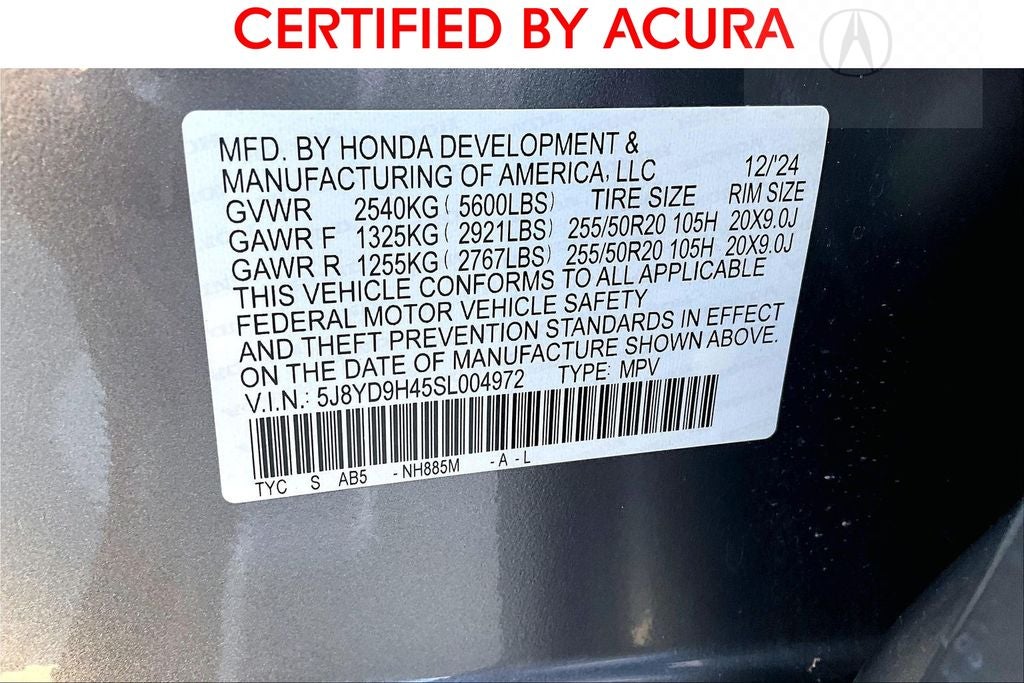 CERTIFIED BY ACURA
MFD. BY HONDA DEVELOPMENT &
MANUFACTURING OF AMERICA, LLC 12/'24
GVWR 2540KG ( 5600LBS) TIRE SIZE RIM SIZE
GAWR F 1325KG ( 2921LBS) 255/50R20 105H 20X9.0J
GAWR R 1255KG ( 2767LBS) 255/50R20 105H 20X9.0J
THIS VEHICLE CONFORMS TO ALL APPLICABLE
FEDERAL MOTOR VEHICLE SAFETY
AND THEFT PREVENTION STANDARDS IN EFFECT
ON THE DATE OF MANUFACTURE SHOWN ABOVE.
V.I.N.: 5J8YD9H45SL004972 TYPE: MPV
TYC S AB5 - NH885M - A - L